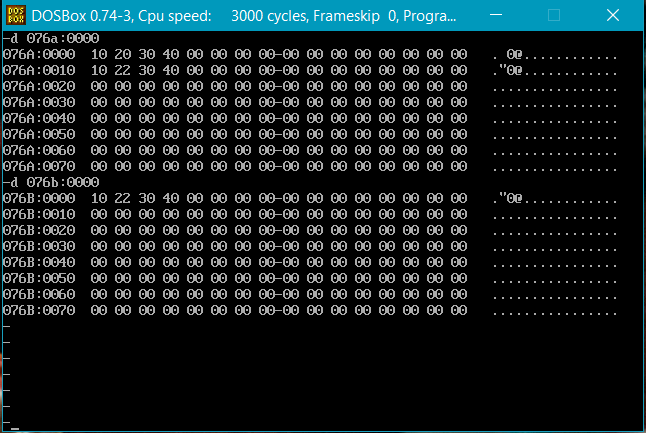 DOS
BOX
DOSBox 0.74-3, Cpu speed: 3000 cycles, Frameskip 0, Progra...
-d 076a:0000
076A:0000 10 20 30 40 00 00 00 00-00 00 00 00 00 00 00 00 . 0@............
076A:0010 10 22 30 40 00 00 00 00-00 00 00 00 00 00 00 00 ."0@............
076A:0020 00 00 00 00 00 00 00 00-00 00 00 00 00 00 00 00 ................
076A:0030 00 00 00 00 00 00 00 00-00 00 00 00 00 00 00 00 ................
076A:0040 00 00 00 00 00 00 00 00-00 00 00 00 00 00 00 00 ................
076A:0050 00 00 00 00 00 00 00 00-00 00 00 00 00 00 00 00 ................
076A:0060 00 00 00 00 00 00 00 00-00 00 00 00 00 00 00 00 ................
076A:0070 00 00 00 00 00 00 00 00-00 00 00 00 00 00 00 00 ................
-d 076b:0000
076B:0000 10 22 30 40 00 00 00 00-00 00 00 00 00 00 00 00 ."0@............
076B:0010 00 00 00 00 00 00 00 00-00 00 00 00 00 00 00 00 ................
076B:0020 00 00 00 00 00 00 00 00-00 00 00 00 00 00 00 00 ................
076B:0030 00 00 00 00 00 00 00 00-00 00 00 00 00 00 00 00 ................
076B:0040 00 00 00 00 00 00 00 00-00 00 00 00 00 00 00 00 ................
076B:0050 00 00 00 00 00 00 00 00-00 00 00 00 00 00 00 00 ................
076B:0060 00 00 00 00 00 00 00 00-00 00 00 00 00 00 00 00 ................
076B:0070 00 00 00 00 00 00 00 00-00 00 00 00 00 00 00 00 ................
-
-
-
-
-
-
-_